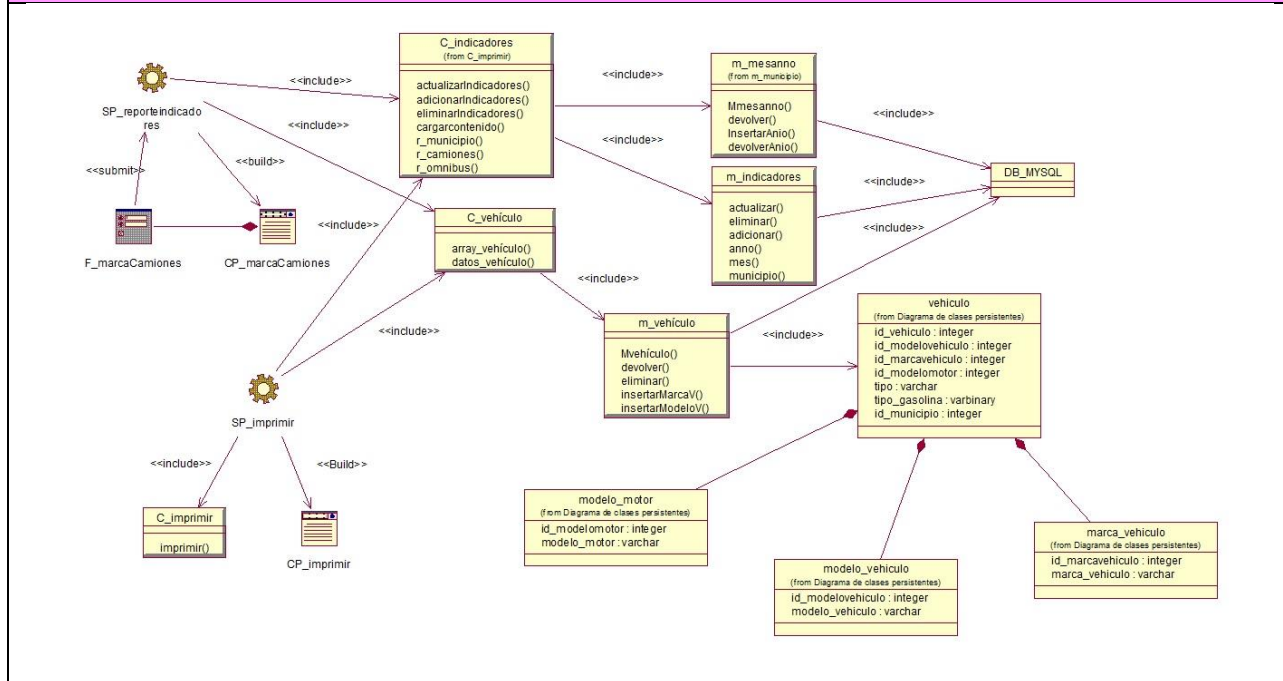 C_indicadores
(from C_imprimir)
actualizarIndicadores()
adicionarIndicadores()
eliminarIndicadores()
cargarcontenido()
r_municipio()
r_camiones()
r_omnibus()
m_mesanno
(from m_municipio)
Mmesanno()
devolver()
InsertarAnio()
devolverAnio()
<<include>>
<<include>>
SP_reporteindicado
res
<<include>>
<<include>>
<<include>>
<<build>>
<<submit>>
DB_MYSQL
m_indicadores
actualizar()
eliminar()
adicionar()
anno()
mes()
municipio()
<<include>>
<<include>>
<<include>>
C_vehículo
array_vehículo()
datos_vehículo()
F_marcaCamiones
CP_marcaCamiones
<<include>>
<<include>>
<<include>>
m_vehículo
Mvehículo()
devolver()
eliminar()
insertarMarcaV()
insertarModeloV()
vehiculo
(from Diagrama de clases persistentes)
id_vehiculo : integer
id_modelovehiculo : integer
id_marcavehiculo : integer
id_modelomotor : integer
tipo : varchar
tipo_gasolina : varbinary
id_municipio : integer
SP_imprimir
<<include>>
<<Build>>
C_imprimir
imprimir()
CP_imprimir
modelo_motor
(from Diagrama de clases persistentes)
id_modelomotor : integer
modelo_motor : varchar
modelo_vehiculo
(from Diagrama de clases persistentes)
id_modelovehiculo : integer
modelo_vehiculo : varchar
marca_vehiculo
(from Diagrama de clases persistentes)
id_marcavehiculo : integer
marca_vehiculo : varchar